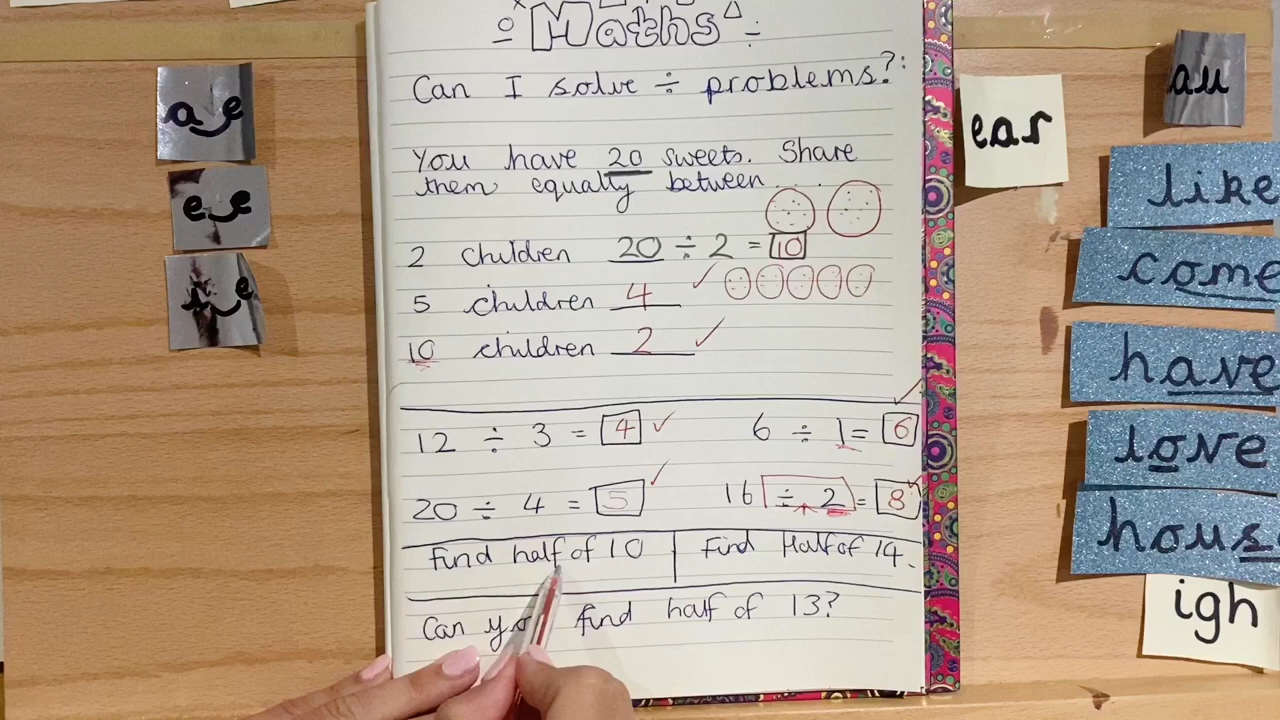 Maths
Can I solve ÷ problems?
You have 20 sweets. Share
them equally between...
2 children 20 ÷ 2 = 10
5 children 4 ✓
10 children 2 ✓
12 ÷ 3 = 4 ✓
6 ÷ 1 = 6 ✓
20 ÷ 4 = 5 ✓
16 ÷ 2 = 8 ✓
Find half of 10
Find Half of 14.
find half of 13?
Can
a_e
e_e
i_e
ear
au
like
come
have
love
igh